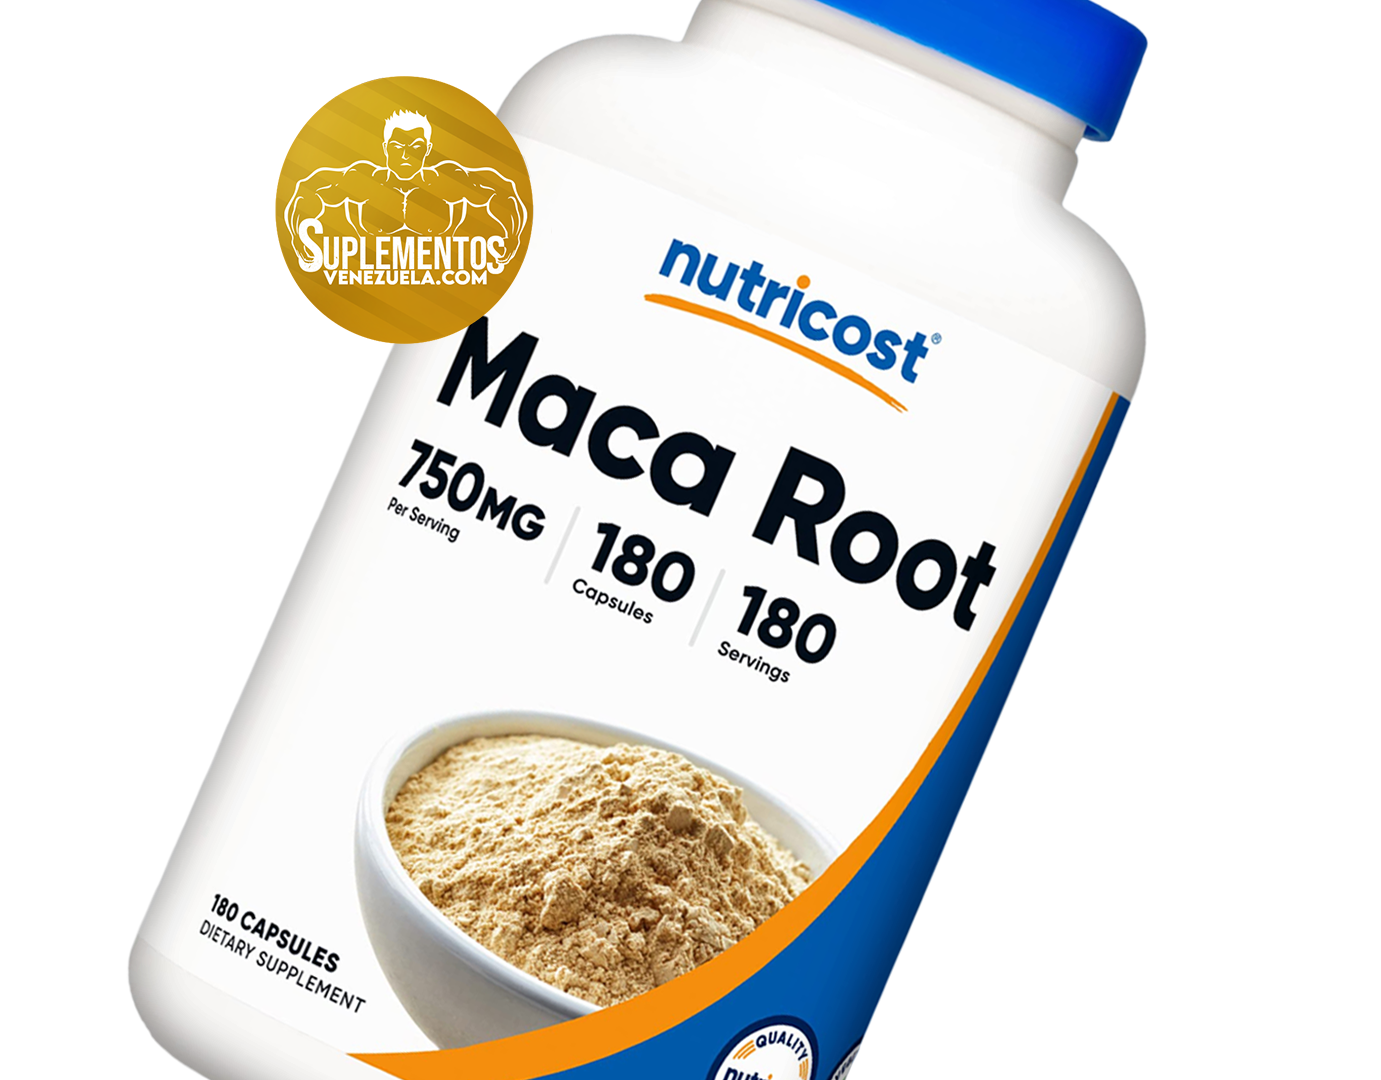 SUPLEMENTOS
VENEZUELA.COM
nutricost®
Maca Root
750MG
Per Serving
180
Capsules
180
Servings
180 CAPSULES
DIETARY SUPPLEMENT
QUALITY